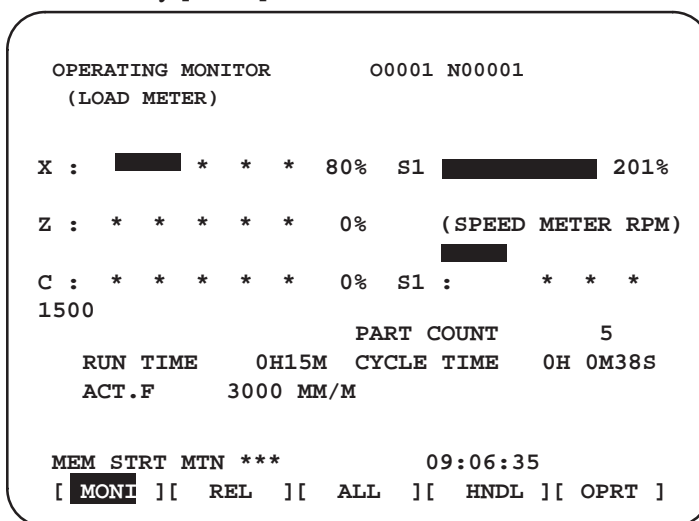 OPERATING MONITOR O0001 N00001
(LOAD METER)
X : * * * 80% S1 201%
Z : * * * * * 0% (SPEED METER RPM)
C : * * * * * 0% S1 : * * *
1500
PART COUNT 5
RUN TIME 0H15M CYCLE TIME 0H 0M38S
ACT.F 3000 MM/M
MEM STRT MTN *** 09:06:35
[ MONI ][ REL ][ ALL ][ HNDL ][ OPRT ]